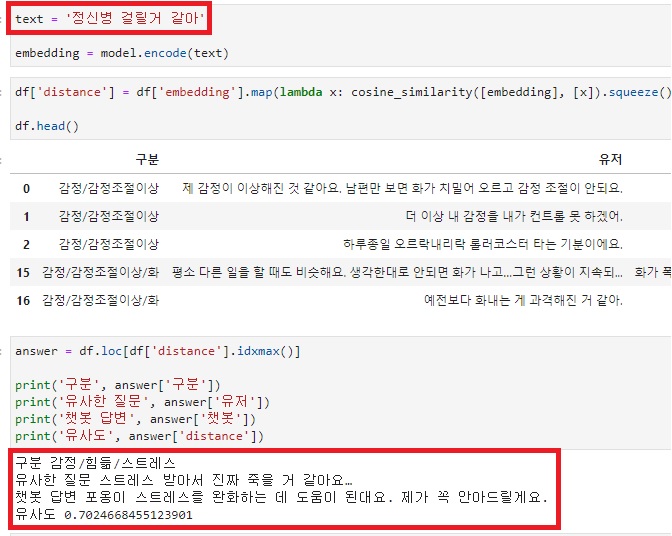 text = '정신병 걸릴거 같아'
embedding = model.encode(text)
df['distance'] = df['embedding'].map(lambda x: cosine_similarity([embedding], [x]).squeeze()
df.head()
구분 유저
0 감정/감정조절이상 제 감정이 이상해진 것 같아요. 남편만 보면 화가 치밀어 오르고 감정 조절이 안되요.
1 감정/감정조절이상 더 이상 내 감정을 내가 컨트롤 못 하겠어.
2 감정/감정조절이상 하루종일 오르락내리락 롤러코스터 타는 기분이에요.
15 감정/감정조절이상/화 평소 다른 일을 할 때도 비슷해요. 생각한대로 안되면 화가 나고...그런 상황이 지속되... 화가 폭
16 감정/감정조절이상/화 예전보다 화내는 게 과격해진 거 같아.
answer = df.loc[df['distance'].idxmax()]
print('구분', answer['구분'])
print('유사한 질문', answer['유저'])
print('챗봇 답변', answer['챗봇'])
print('유사도', answer['distance'])
구분 감정/힘듦/스트레스
유사한 질문 스트레스 받아서 진짜 죽을 거 같아요…
챗봇 답변 포옹이 스트레스를 완화하는 데 도움이 된대요. 제가 꼭 안아드릴게요.
유사도 0.7024668455123901